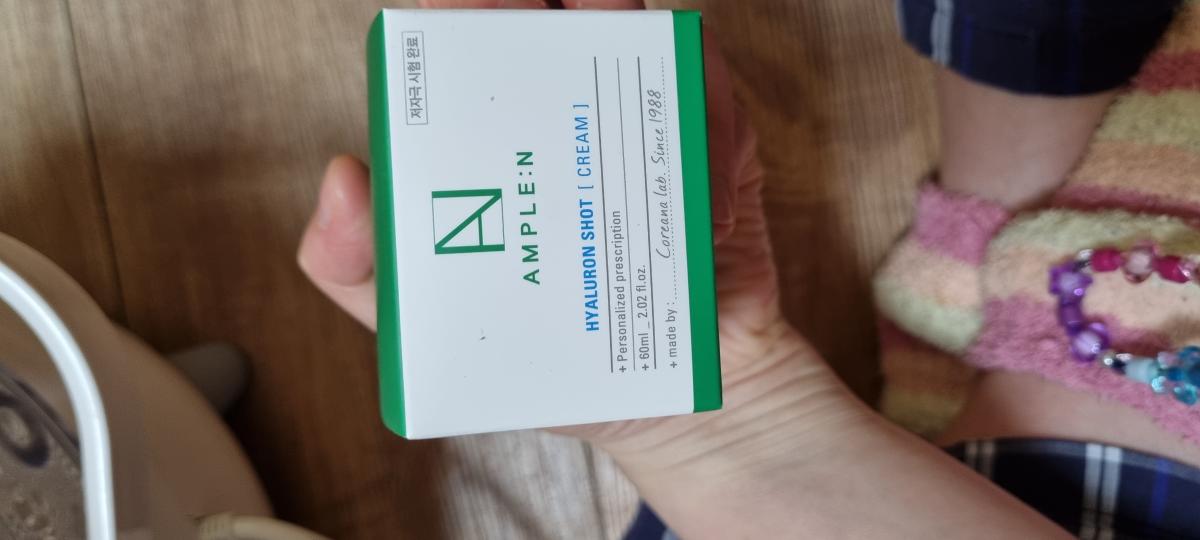 저자극 시험 완료
AMPLE:N
HYALURON SHOT [ CREAM ]
+ Personalized prescription
+ 60ml _ 2.02 fl.oz.
+ made by : Coreana lab. Since 1988